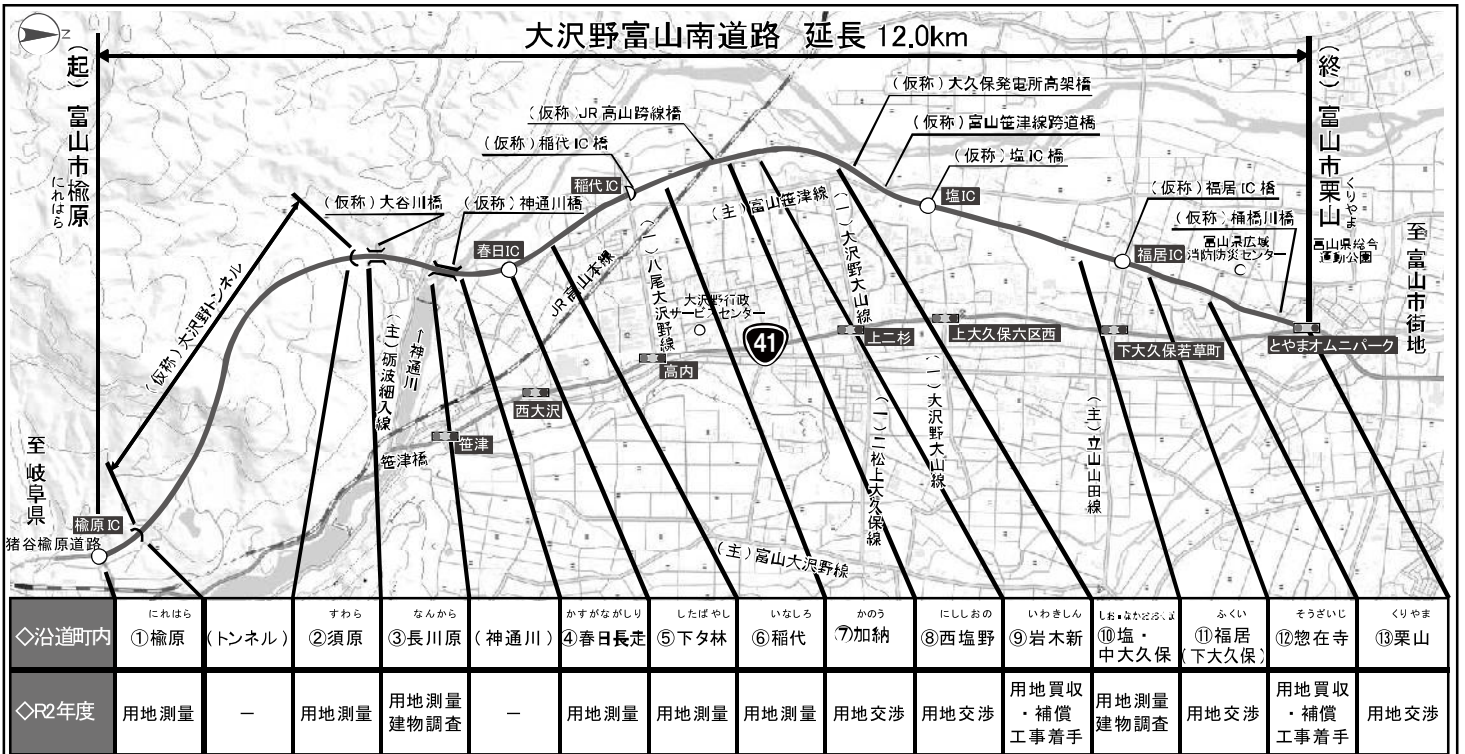 大沢野富山南道路 延長 12.0km
Z
(起) 富山市楡原
にれはら
(終) 富山市栗山
くりやま
至 富山市街地
至 岐阜県
(仮称)大久保発電所高架橋
(仮称)JR高山跨線橋
(仮称)富山笹津線跨道橋
(仮称)稲代IC橋
(仮称)塩IC橋
稲代IC
塩IC
(仮称)福居IC橋
(仮称)大谷川橋
(仮称)神通川橋
(主)富山笹津線
(仮称)桶橋川橋
富山県広域
消防防災センター
富山県総合
運動公園
春日IC
福居IC
(仮称)大沢野トンネル
JR高山本線
(一)八尾大沢野線
(一)大沢野大山線
大沢野行政
サービスセンター
41
上二杉
上大久保六区西
下大久保若草町
とやまオムニパーク
高内
西大沢
笹津
笹津橋
←神通川
(主)砺波細入線
(一)二松上大久保線
(一)大沢野大山線
(主)立山山田線
(主)富山大沢野線
楡原IC
猪谷楡原道路
◇沿道町内
にれはら
①楡原
(トンネル)
すわら
②須原
なんから
③長川原
(神通川)
かすがながしり
④春日長走
したばやし
⑤下タ林
いなしろ
⑥稲代
かのう
⑦加納
にししおの
⑧西塩野
いわきしん
⑨岩木新
⑩塩・
中大久保
ふくい
⑪福居
(下大久保)
そうざいじ
⑫惣在寺
くりやま
⑬栗山
◇R2年度
用地測量
－
用地測量
用地測量
建物調査
－
用地測量
用地測量
用地測量
用地交渉
用地交渉
用地買収
・補償
工事着手
用地測量
建物調査
用地交渉
用地買収
・補償
工事着手
用地交渉